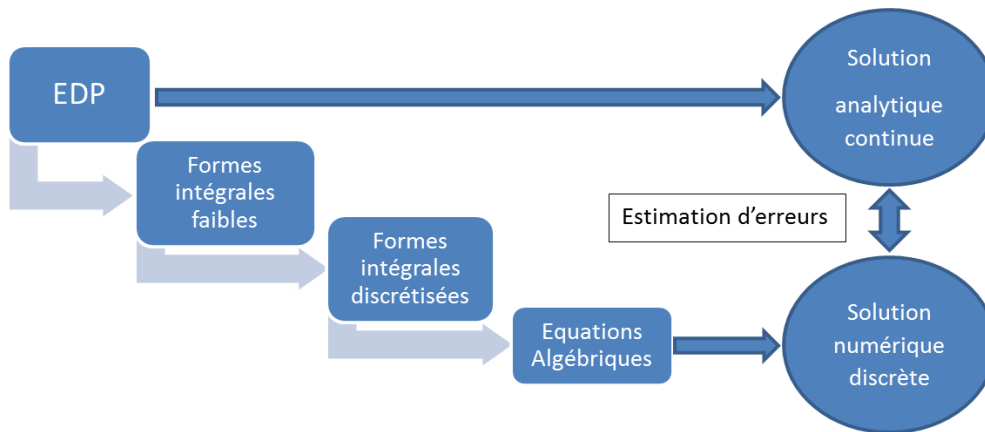 EDP
Solution
analytique
continue
Formes
intégrales
faibles
Estimation d’erreurs
Formes
intégrales
discrétisées
Equations
Algébriques
Solution
numérique
discrète